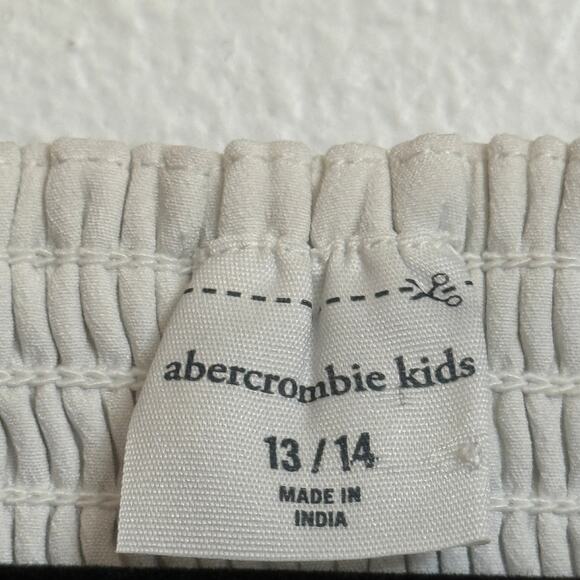 abercrombie kids
13 / 14
MADE IN
INDIA